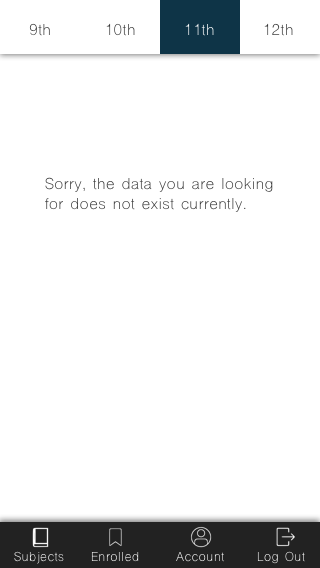 9th 10th 11th 12th
Sorry, the data you are looking
for does not exist currently.
Subjects Enrolled Account Log Out